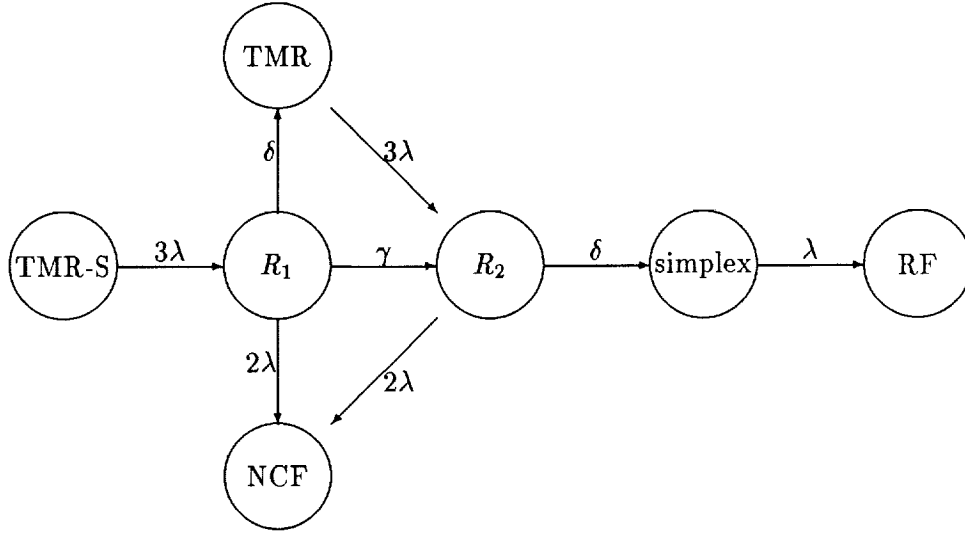 TMR
δ
3λ
TMR-S
3λ
R₁
γ
R₂
δ
simplex
λ
RF
2λ
2λ
NCF